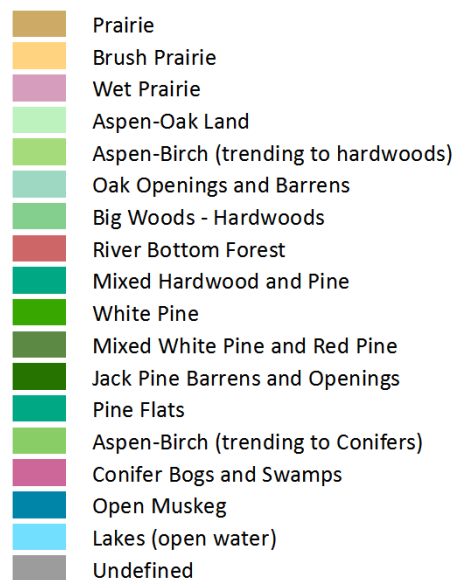 Prairie
Brush Prairie
Wet Prairie
Aspen-Oak Land
Aspen-Birch (trending to hardwoods)
Oak Openings and Barrens
Big Woods - Hardwoods
River Bottom Forest
Mixed Hardwood and Pine
White Pine
Mixed White Pine and Red Pine
Jack Pine Barrens and Openings
Pine Flats
Aspen-Birch (trending to Conifers)
Conifer Bogs and Swamps
Open Muskeg
Lakes (open water)
Undefined